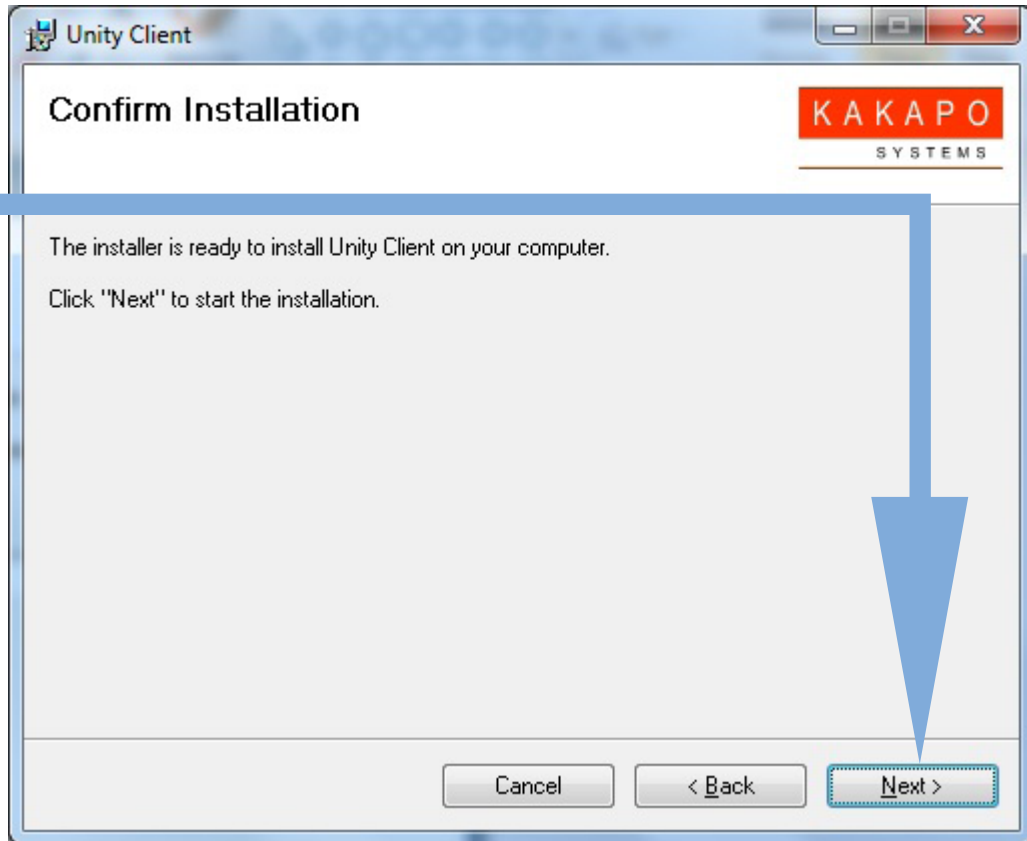 Unity Client
Confirm Installation
KAKAPO
SYSTEMS
The installer is ready to install Unity Client on your computer.
Click "Next" to start the installation.
Cancel
< Back
Next >